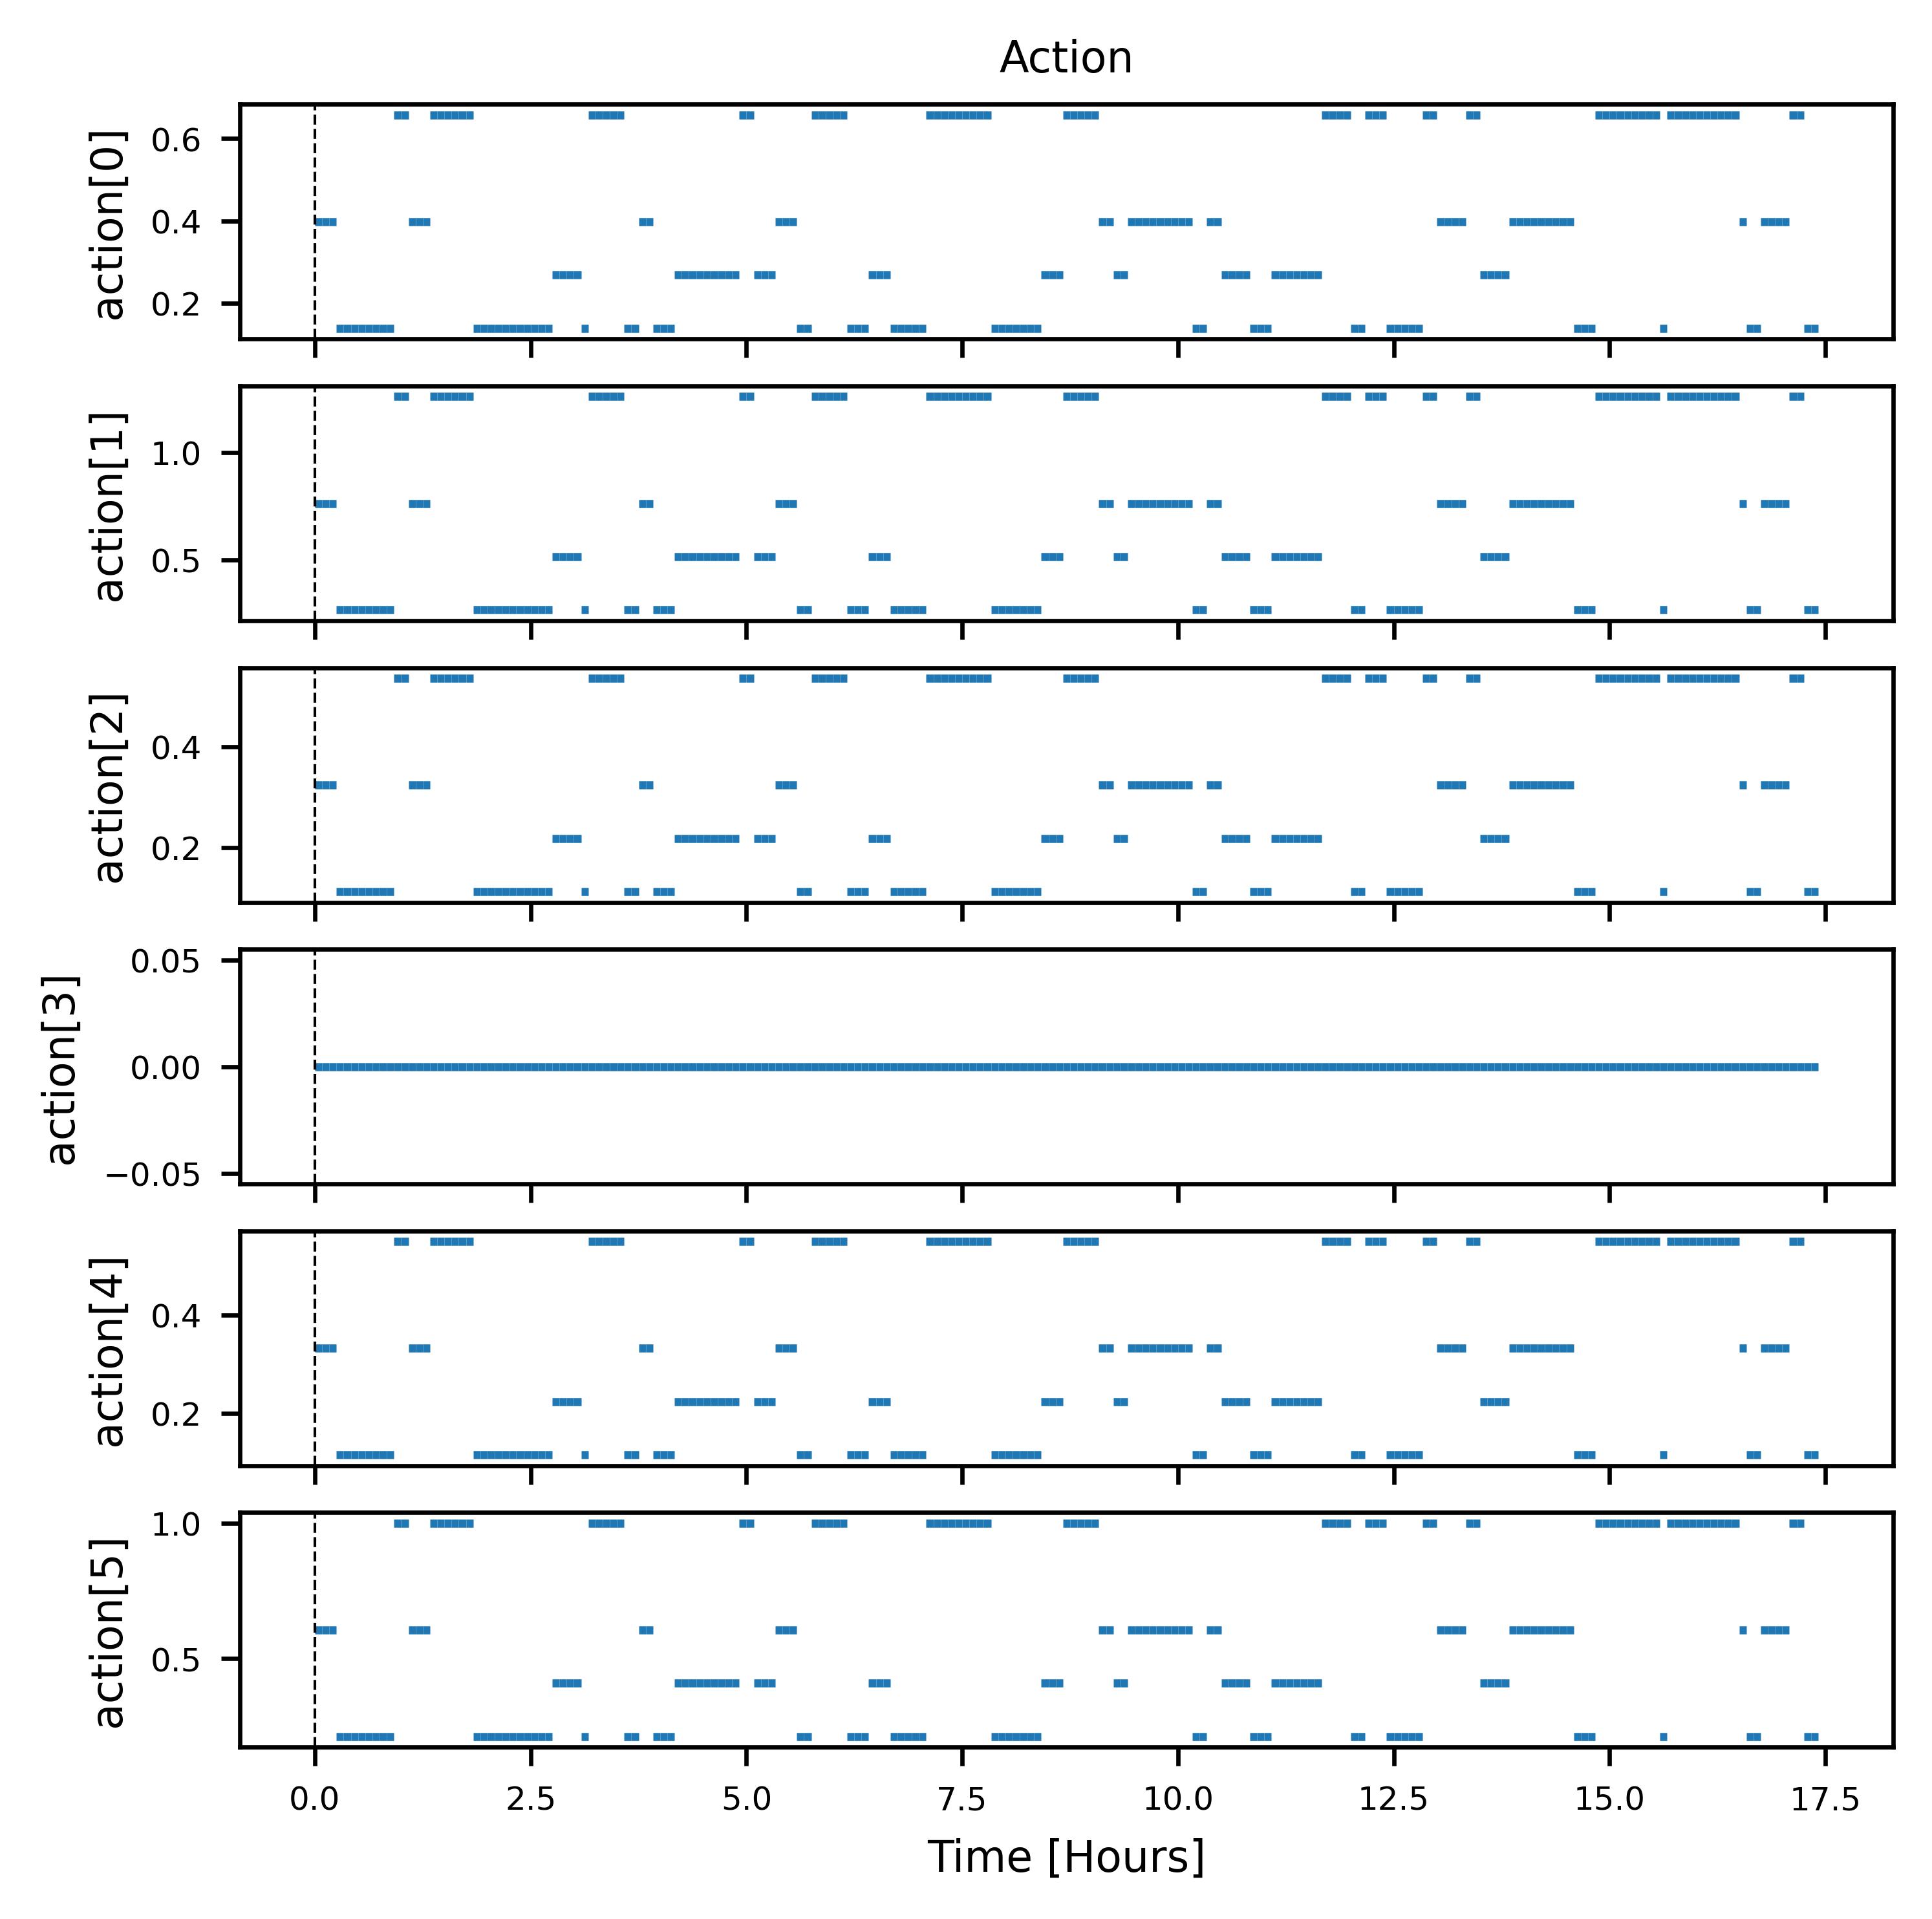 Action
action[0]
0.6
0.4
0.2
action[1]
1.0
0.5
action[2]
0.4
0.2
action[3]
0.05
0.00
−0.05
action[4]
0.4
0.2
action[5]
1.0
0.5
0.0 2.5 5.0 7.5 10.0 12.5 15.0 17.5
Time [Hours]